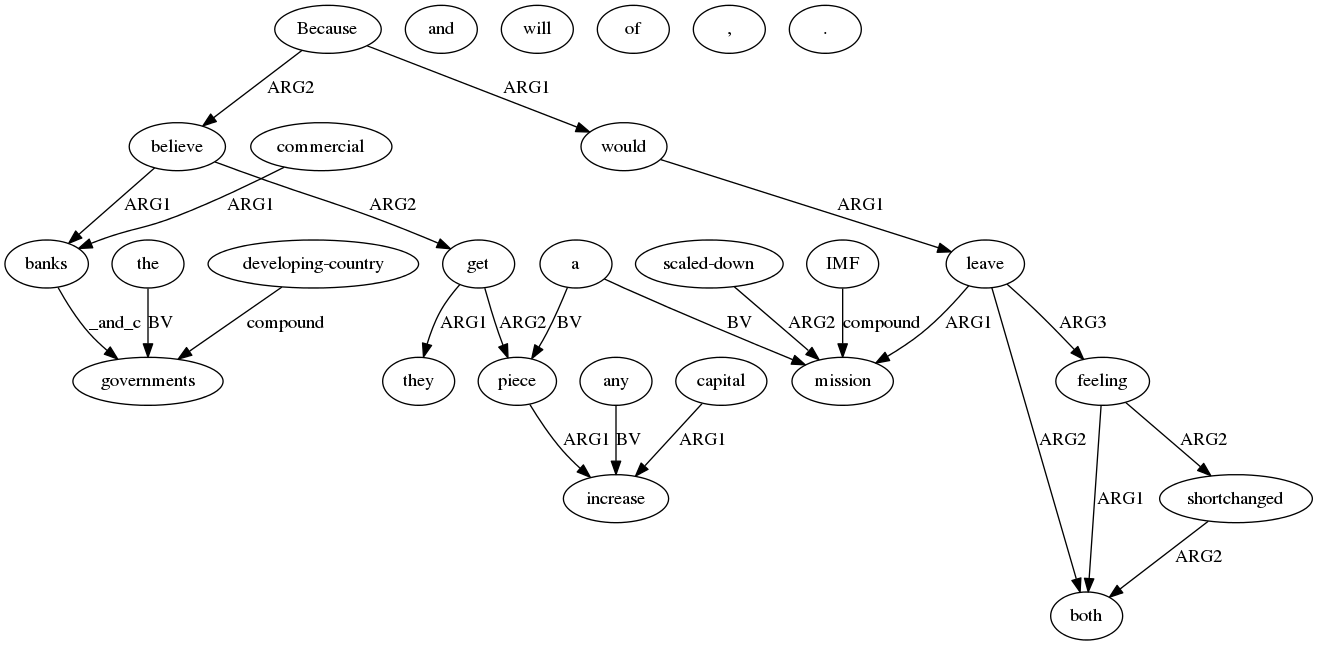 Because and will of , .
ARG2 ARG1
believe commercial would
ARG1 ARG1 ARG2 ARG1
banks the developing-country get a scaled-down IMF leave
_and_c BV compound ARG1 ARG2 BV BV ARG2 compound ARG1 ARG3
governments they piece any capital mission feeling
ARG1 BV ARG1 ARG2 ARG2
increase ARG1 shortchanged
ARG2
both